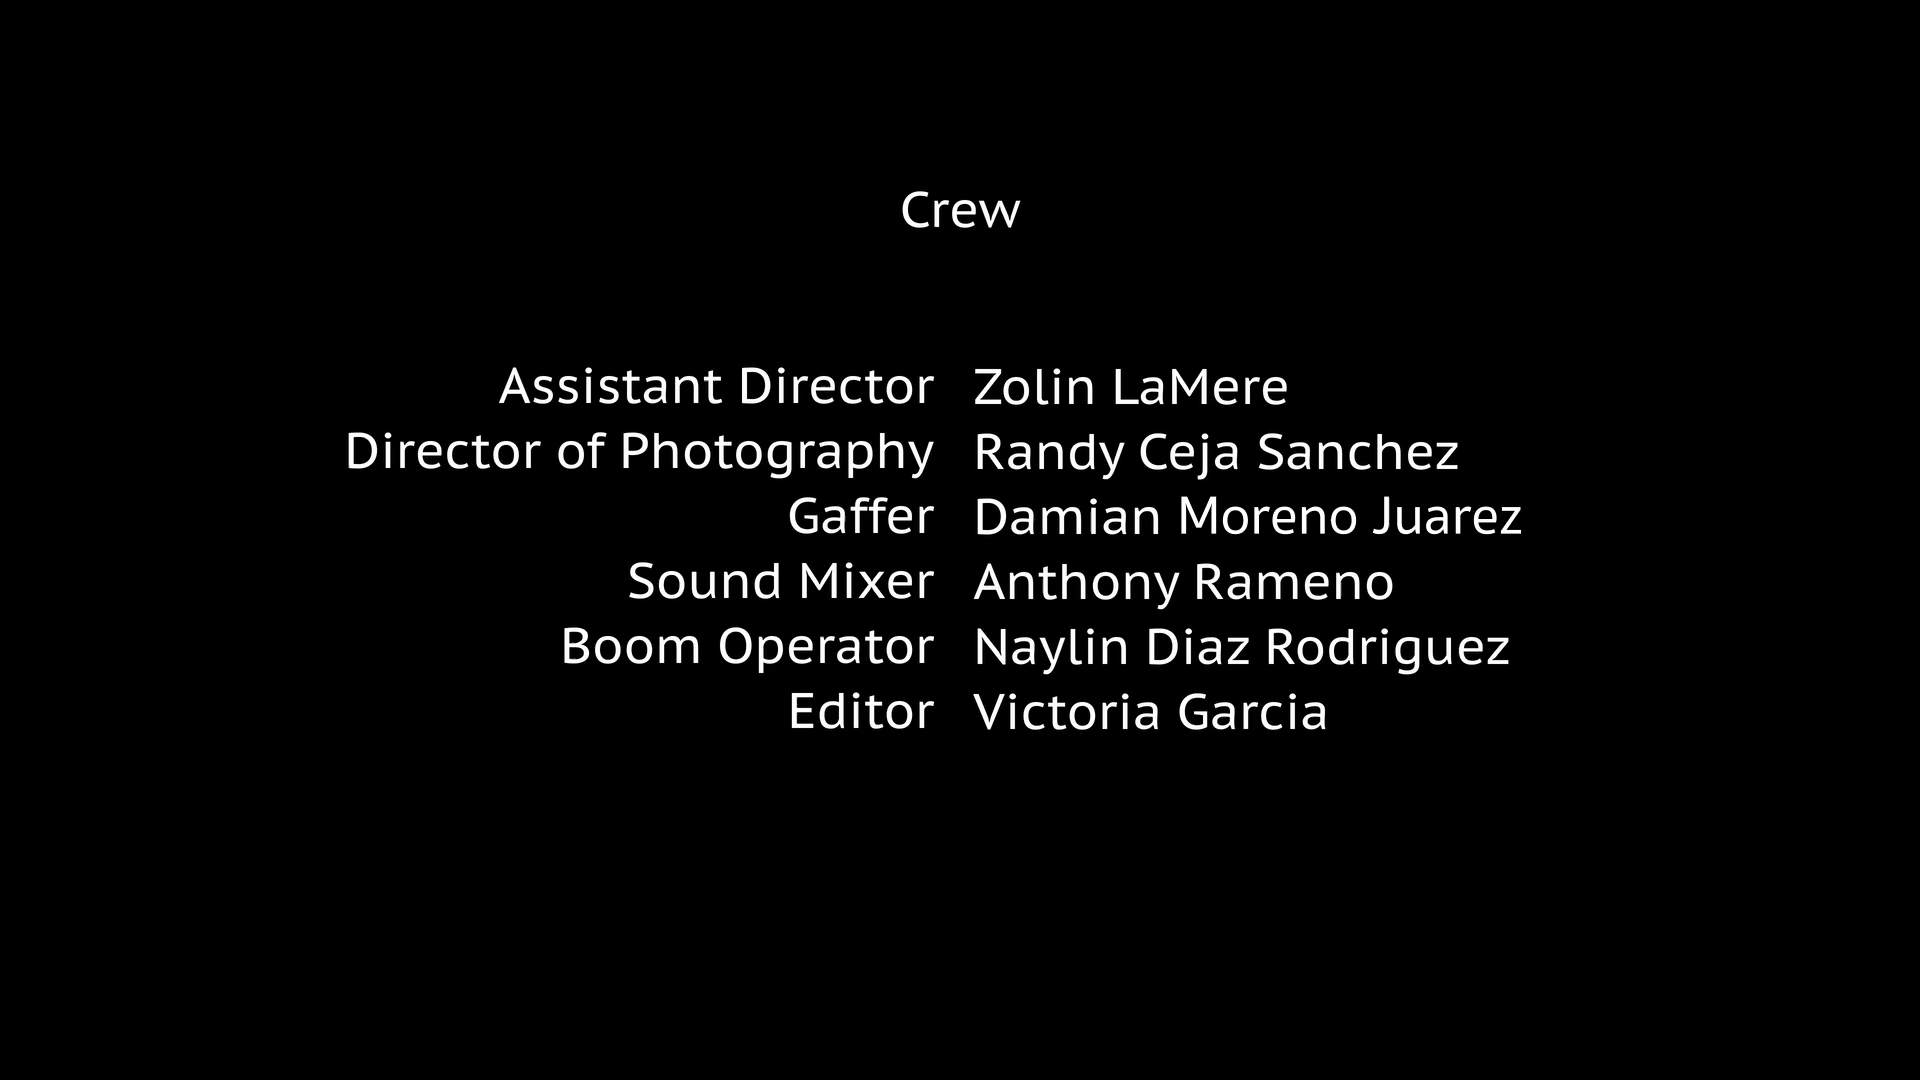 Crew
Assistant Director Zolin LaMere
Director of Photography Randy Ceja Sanchez
Gaffer Damian Moreno Juarez
Sound Mixer Anthony Rameno
Boom Operator Naylin Diaz Rodriguez
Editor Victoria Garcia